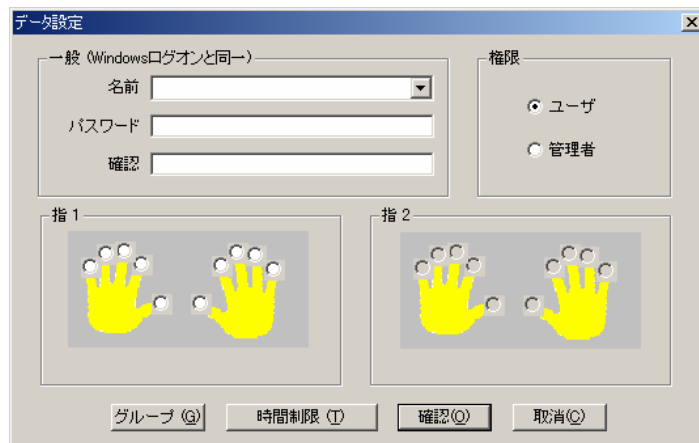 データ設定
一般 (Windowsログオンと同一)
名前
パスワード
確認
権限
ユーザ
管理者
指 1
指 2
グループ (G)
時間制限 (T)
確認(O)
取消(C)